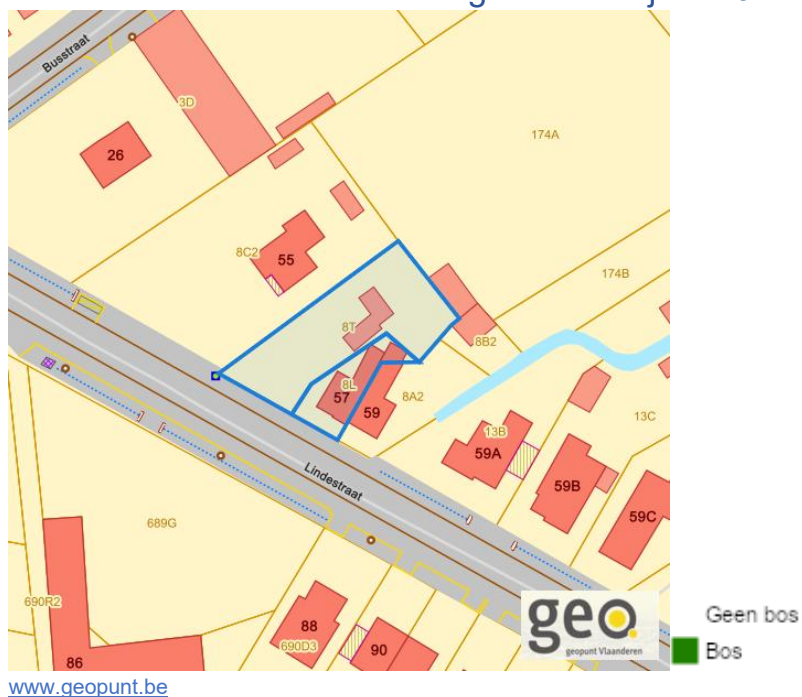 Busstraat
3D
26
174A
8C2
55
174B
8T
8B2
8L
57
59
8A2
13C
13B
59A
59B
59C
Lindestraat
689G
690R2
86
88
690D3
90
geo
geopunt Vlaanderen
Geen bos
Bos
www.geopunt.be